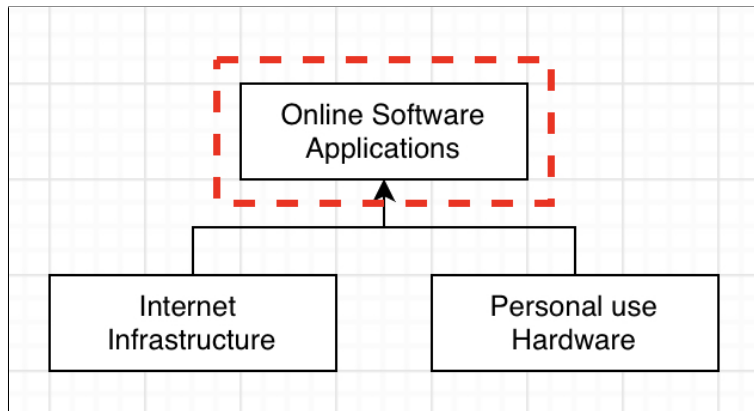 Online Software
Applications
Internet
Infrastructure
Personal use
Hardware